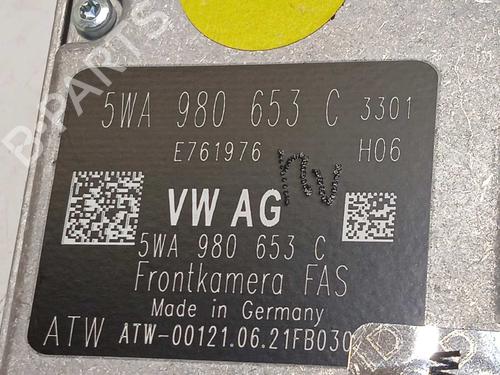 5WA 980 653 C 3301
E761976 H06
VW AG
5WA 980 653 C
Frontkamera FAS
Made in Germany
ATW ATW-00121.06.21FB030
B-PARTS